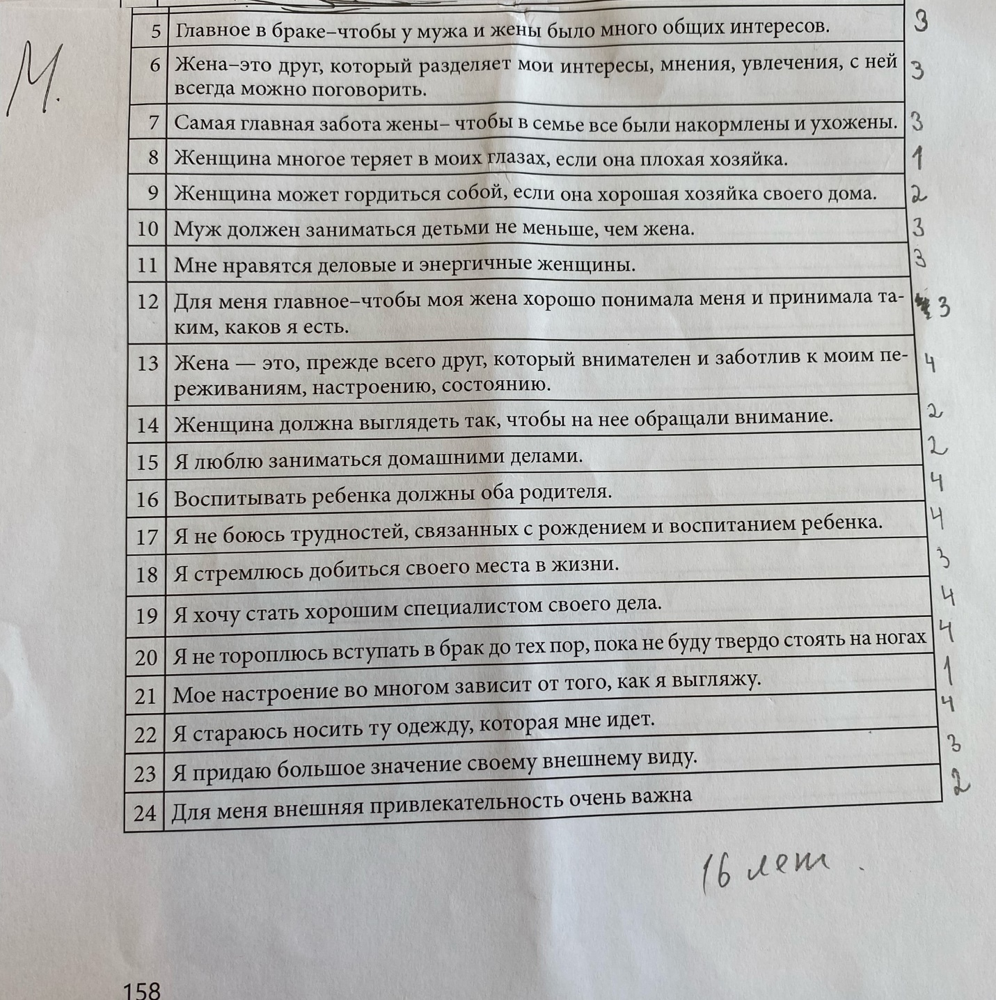 5 Главное в браке–чтобы у мужа и жены было много общих интересов. 3
М.
6 Жена–это друг, который разделяет мои интересы, мнения, увлечения, с ней 3
всегда можно поговорить.
7 Самая главная забота жены– чтобы в семье все были накормлены и ухожены. 3
8 Женщина многое теряет в моих глазах, если она плохая хозяйка. 1
9 Женщина может гордиться собой, если она хорошая хозяйка своего дома. 2
10 Муж должен заниматься детьми не меньше, чем жена. 3
11 Мне нравятся деловые и энергичные женщины. 3
12 Для меня главное–чтобы моя жена хорошо понимала меня и принимала та- 3
ким, каков я есть.
13 Жена — это, прежде всего друг, который внимателен и заботлив к моим пе- 4
реживаниям, настроению, состоянию.
14 Женщина должна выглядеть так, чтобы на нее обращали внимание. 2
15 Я люблю заниматься домашними делами. 2
16 Воспитывать ребенка должны оба родителя. 4
17 Я не боюсь трудностей, связанных с рождением и воспитанием ребенка. 4
18 Я стремлюсь добиться своего места в жизни. 3
19 Я хочу стать хорошим специалистом своего дела. 4
20 Я не тороплюсь вступать в брак до тех пор, пока не буду твердо стоять на ногах 4
21 Мое настроение во многом зависит от того, как я выгляжу. 1
22 Я стараюсь носить ту одежду, которая мне идет. 4
23 Я придаю большое значение своему внешнему виду. 3
24 Для меня внешняя привлекательность очень важна 2
16 лет.
158